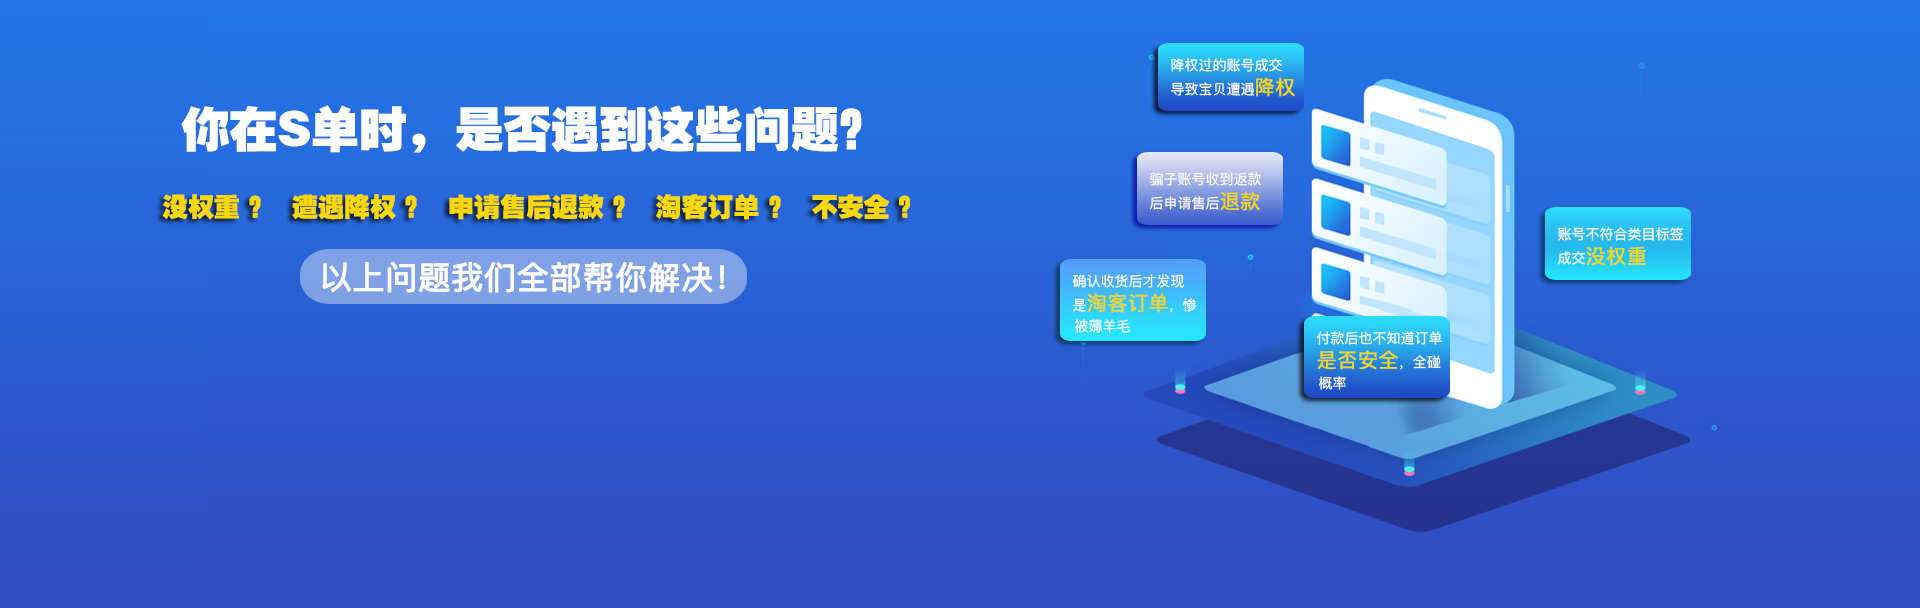 你在S单时，是否遇到这些问题?
没权重 ? 遭遇降权 ? 申请售后退款 ? 淘客订单 ? 不安全 ?
以上问题我们全部帮你解决!
降权过的账号成交
导致宝贝遭遇降权
骗子账号收到返款
后申请售后退款
账号不符合类目标签
成交没权重
确认收货后才发现
是淘客订单，惨
被薅羊毛
付款后也不知道订单
是否安全，全碰
概率